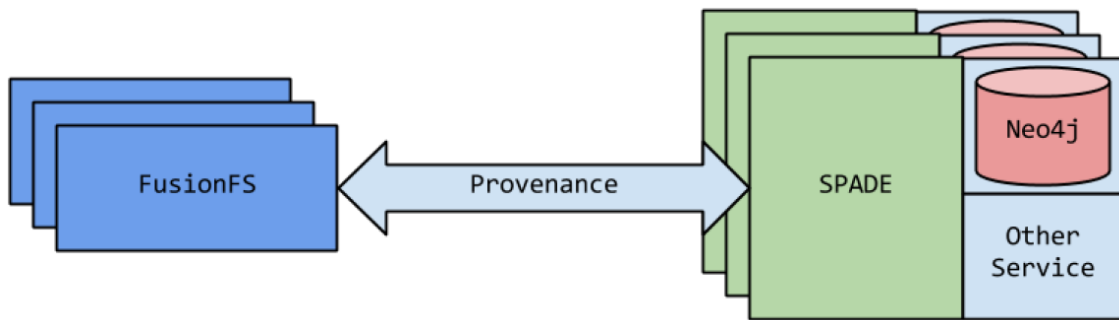 FusionFS
Provenance
SPADE
Neo4j
Other
Service